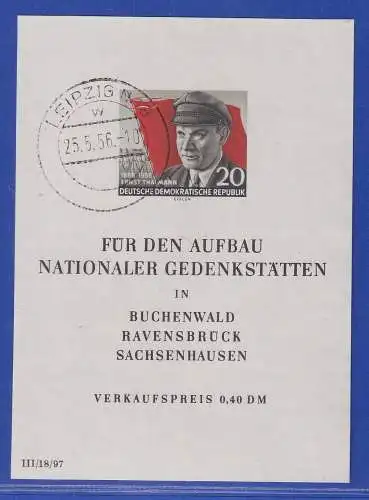 LEIPZIG N
W
25.5.56.-10
20
1886 1956
ERNST THÄLMANN
DEUTSCHE DEMOKRATISCHE REPUBLIK
FÜR DEN AUFBAU
NATIONALER GEDENKSTÄTTEN
IN
BUCHENWALD
RAVENSBRÜCK
SACHSENHAUSEN
VERKAUFSPREIS 0,40 DM
III/18/97